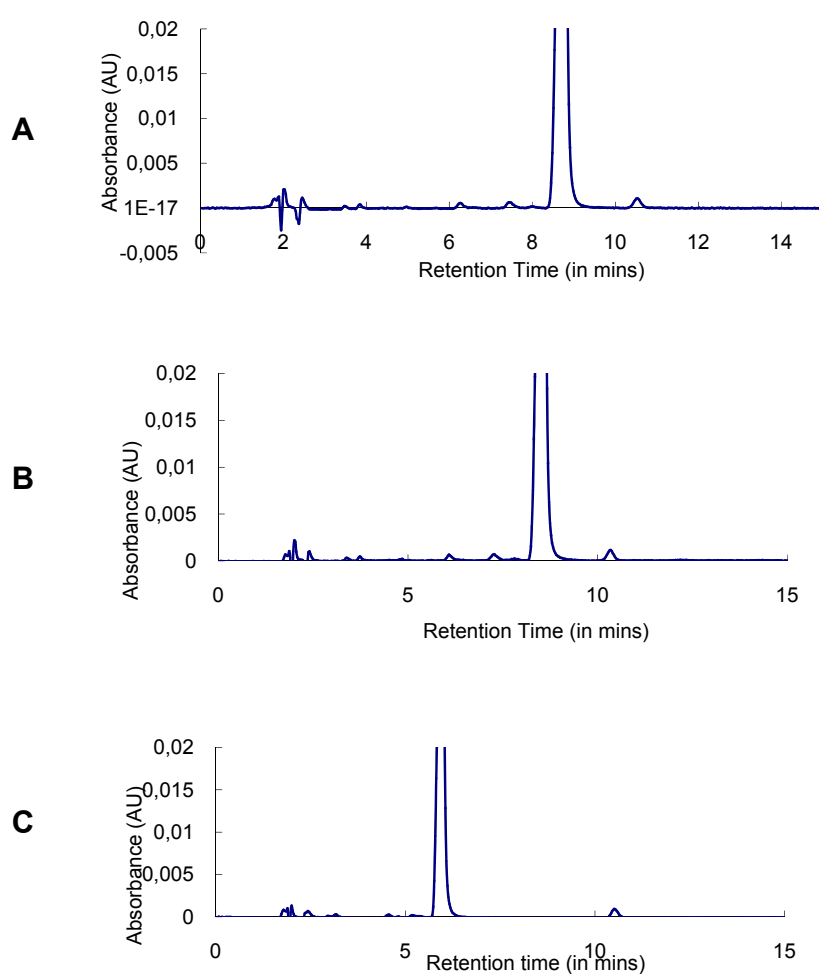 A
Absorbance (AU)
0,02
0,015
0,01
0,005
1E-17
-0,005
0 2 4 6 8 10 12 14
Retention Time (in mins)
B
Absorbance (AU)
0,02
0,015
0,01
0,005
0
0 5 10 15
Retention Time (in mins)
C
Absorbance (AU)
0,02
0,015
0,01
0,005
0
0 5 10 15
Retention time (in mins)